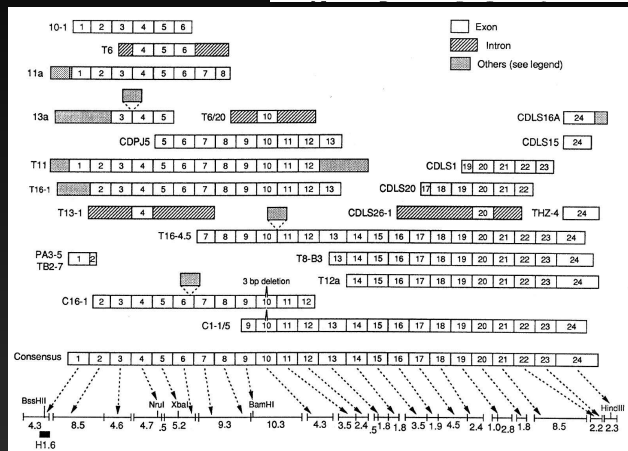 10-1 1 2 3 4 5 6
Exon
T6 4 5 6
Intron
11a 1 2 3 4 5 6 7 8
Others (see legend)
13a 3 4 5
T6/20 10
CDLS16A 24
CDPJ5 5 6 7 8 9 10 11 12 13
CDLS15 24
T11 1 2 3 4 5 6 7 8 9 10 11 12
CDLS1 19 20 21 22 23
T16-1 2 3 4 5 6 7 8 9 10 11 12 13
CDLS20 17 18 19 20 21 22
T13-1 4
CDLS26-1 20
THZ-4 24
T16-4.5 7 8 9 10 11 12 13 14 15 16 17 18 19 20 21 22 23 24
PA3-5
TB2-7 1 2
T8-B3 13 14 15 16 17 18 19 20 21 22 23 24
T12a 14 15 16 17 18 19 20 21 22 23 24
3 bp deletion
C16-1 2 3 4 5 6 7 8 9 10 11 12
C1-1/5 9 10 11 12 13 14 15 16 17 18 19 20 21 22 23 24
Consensus 1 2 3 4 5 6 7 8 9 10 11 12 13 14 15 16 17 18 19 20 21 22 23 24
BssHII NruI XbaI BamHI HincIII
4.3 8.5 4.6 4.7 .5 5.2 9.3 10.3 4.3 3.5 2.4 .5 1.8 1.8 3.5 1.9 4.5 2.4 1.0 2.8 1.8 8.5 2.2 2.3
H1.6